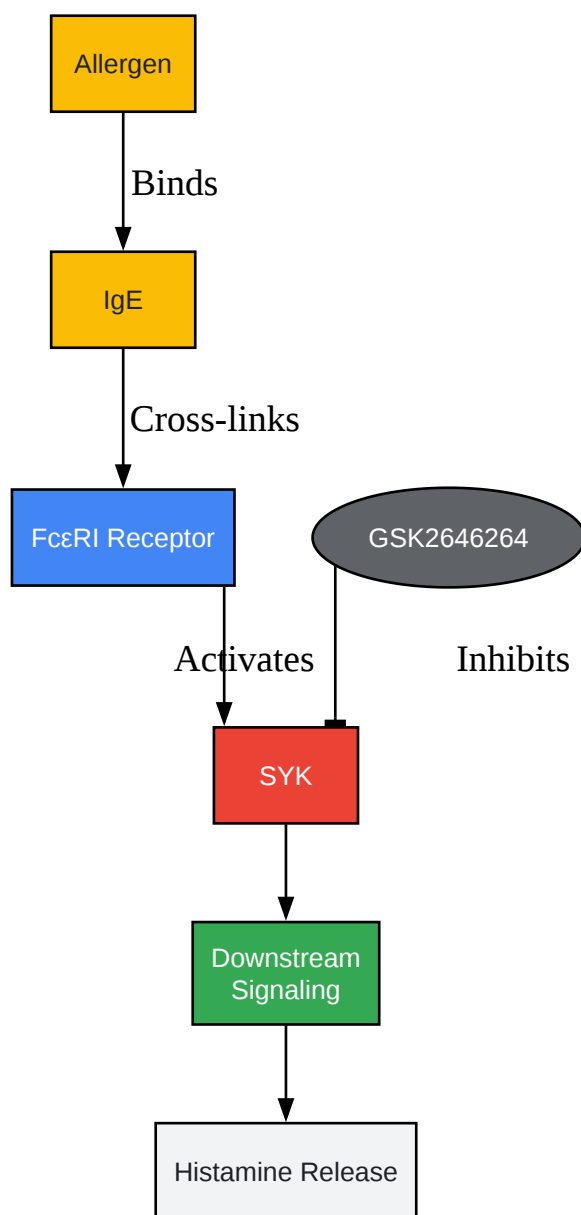 Allergen
Binds
IgE
Cross-links
FcεRI Receptor
GSK2646264
Activates
Inhibits
SYK
Downstream
Signaling
Histamine Release